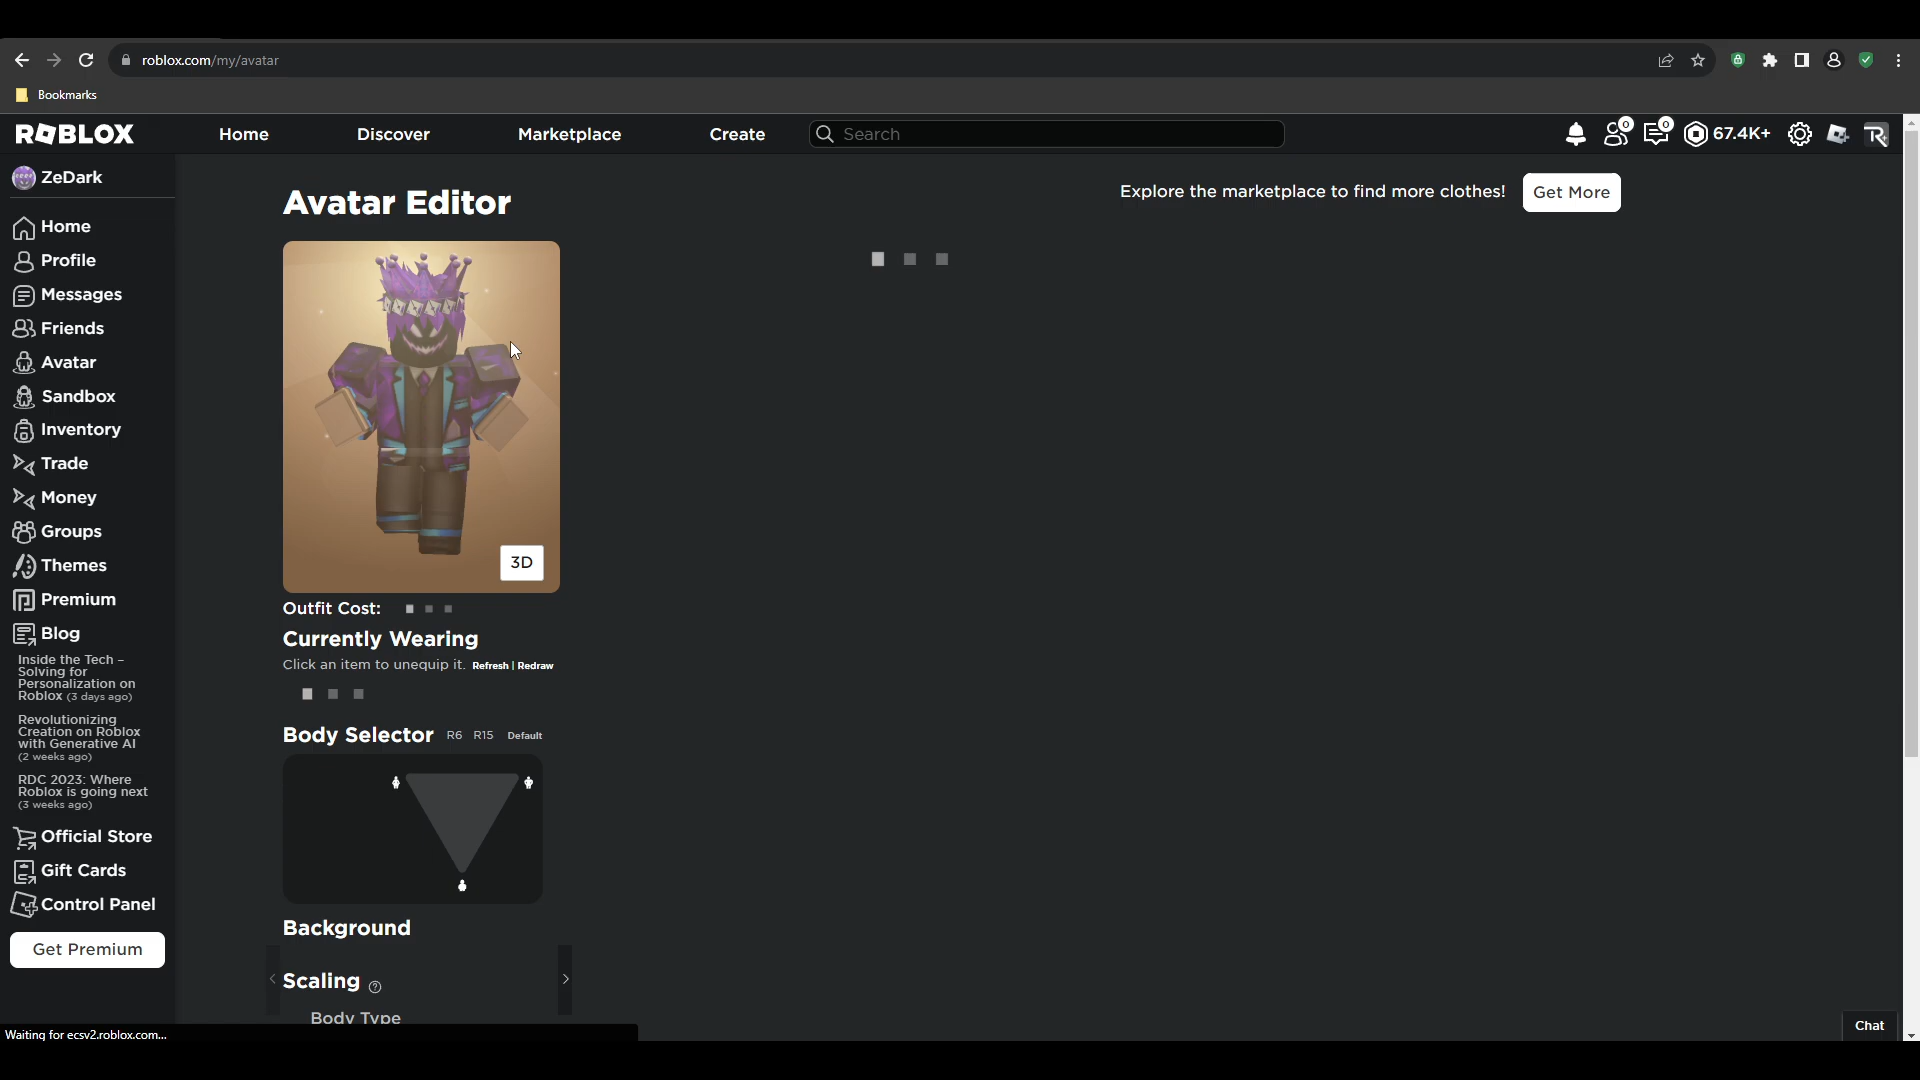 roblox.com/my/avatar
Bookmarks
ROBLOX
Home
Discover
Marketplace
Create
Search
0
0
67.4K+
ZeDark
Home
Profile
Messages
Friends
Avatar
Sandbox
Inventory
Trade
Money
Groups
Themes
Premium
Blog
Inside the Tech –
Solving for
Personalization on
Roblox (3 days ago)
Revolutionizing
Creation on Roblox
with Generative AI
(2 weeks ago)
RDC 2023: Where
Roblox is going next
(3 weeks ago)
Official Store
Gift Cards
Control Panel
Get Premium
Avatar Editor
Explore the marketplace to find more clothes!
Get More
3D
Outfit Cost:
Currently Wearing
Click an item to unequip it. Refresh | Redraw
Body Selector R6 R15 Default
Background
Scaling
Body Type
Chat
Waiting for ecsv2.roblox.com...